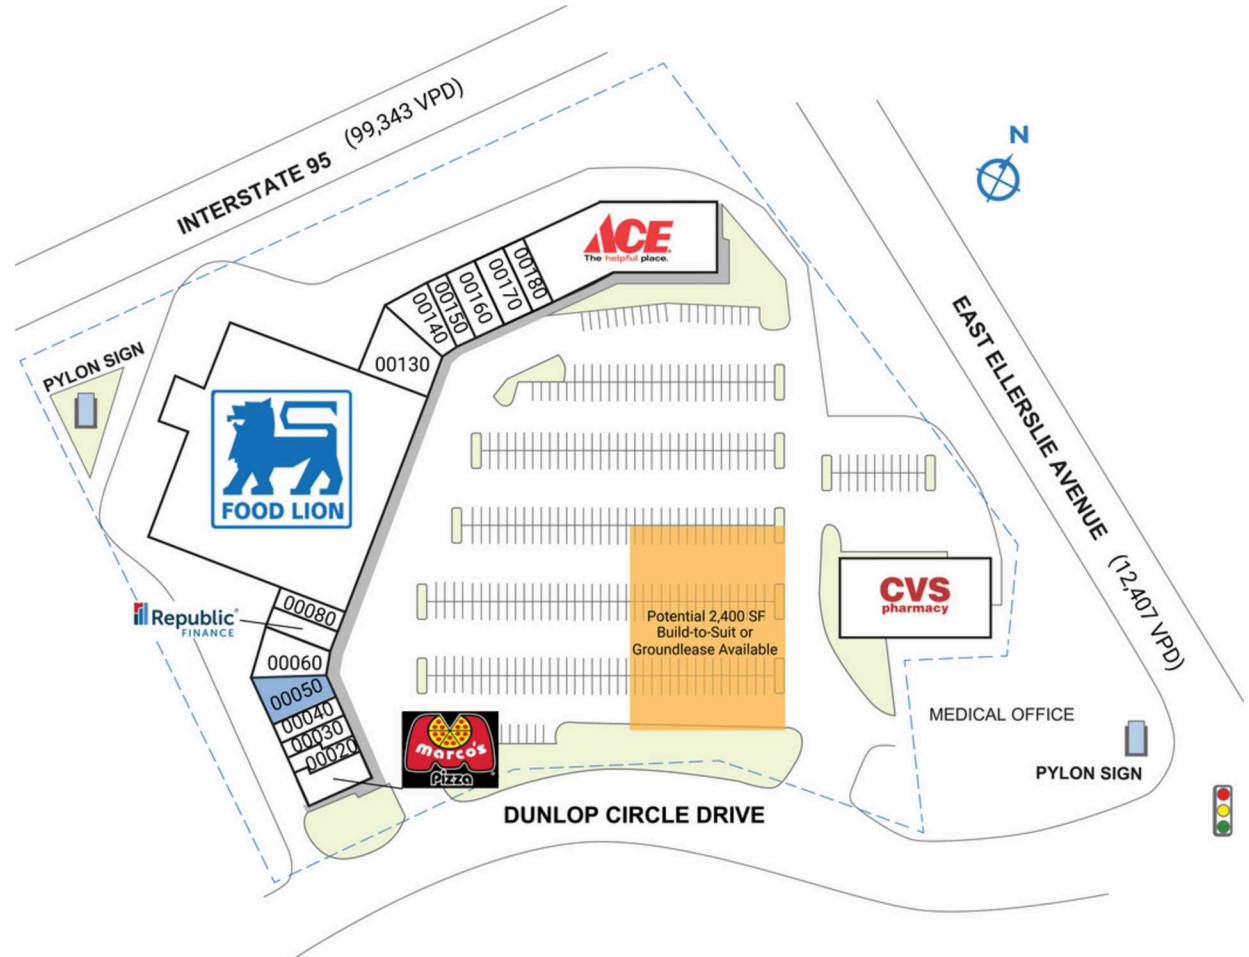 INTERSTATE 95 (99,343 VPD)
N
ACE
The helpful place.
00180
00170
00160
00150
00140
00130
PYLON SIGN
FOOD LION
EAST ELLERSLIE AVENUE (12,407 VPD)
CVS
pharmacy
Republic
FINANCE
00080
00060
00050
00040
00030
00020
Potential 2,400 SF
Build-to-Suit or
Groundlease Available
marco's
Pizza
MEDICAL OFFICE
PYLON SIGN
DUNLOP CIRCLE DRIVE